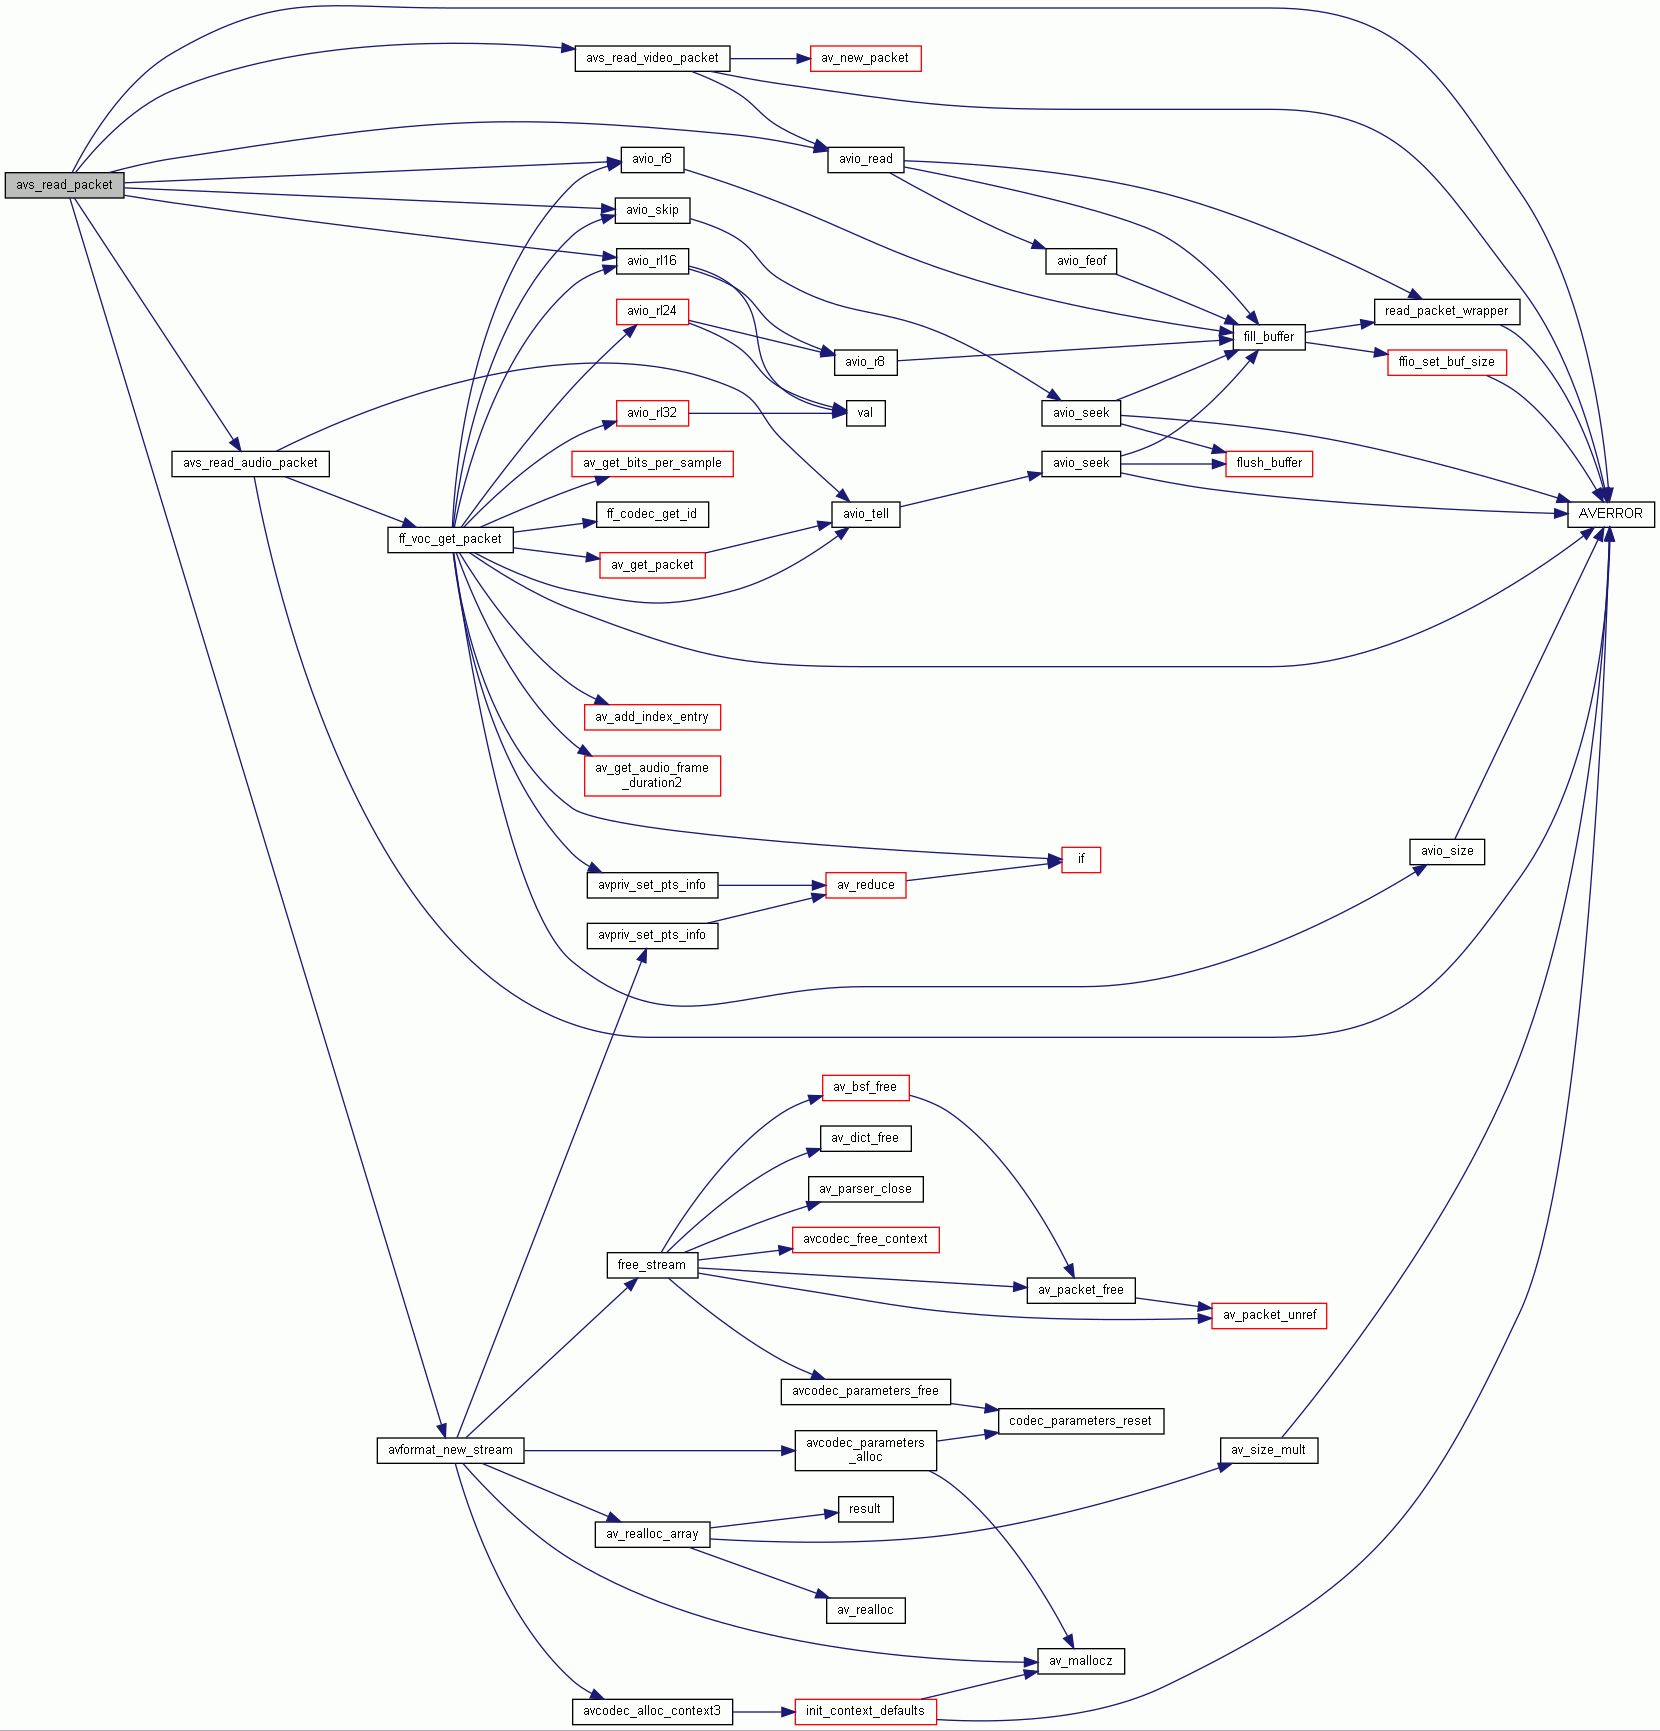 avs_read_video_packet
av_new_packet
avio_r8
avio_read
avs_read_packet
avio_skip
avio_rl16
avio_feof
avio_rl24
read_packet_wrapper
fill_buffer
avio_r8
ffio_set_buf_size
avio_rl32
val
avio_seek
avs_read_audio_packet
av_get_bits_per_sample
avio_seek
flush_buffer
ff_codec_get_id
avio_tell
AVERROR
ff_voc_get_packet
av_get_packet
av_add_index_entry
av_get_audio_frame
_duration2
avio_size
if
avpriv_set_pts_info
av_reduce
avpriv_set_pts_info
av_bsf_free
av_dict_free
av_parser_close
avcodec_free_context
free_stream
av_packet_free
av_packet_unref
avcodec_parameters_free
codec_parameters_reset
avformat_new_stream
avcodec_parameters
_alloc
av_size_mult
result
av_realloc_array
av_realloc
av_mallocz
avcodec_alloc_context3
init_context_defaults